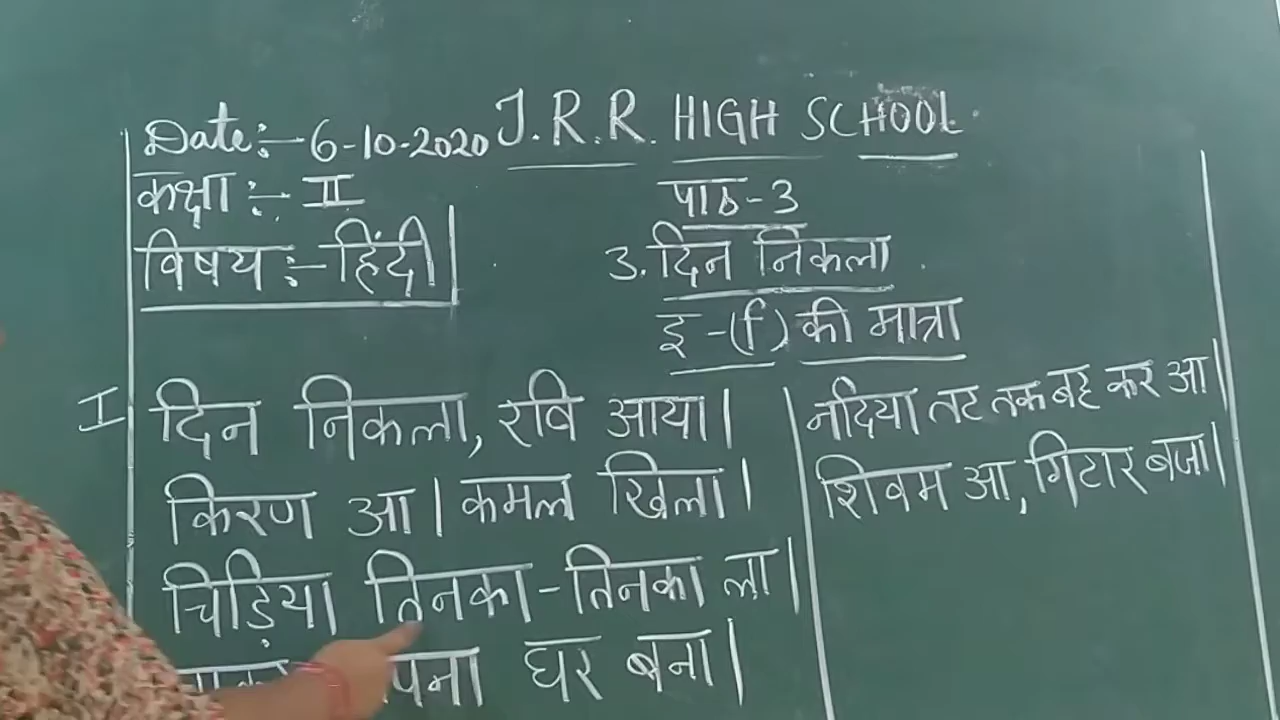 Date:- 6-10-2020 J.R.R. HIGH SCHOOL
कक्षा :- II
पाठ-3
विषय :- हिंदी
3. दिन निकला
इ -(ि) की मात्रा
I दिन निकला, रवि आया।
किरण आ। कमल खिला।
चिड़िया तिनका-तिनका ला।
घर बना।
नदिया तट तक बह कर आ।
शिवम आ, गिटार बजा।